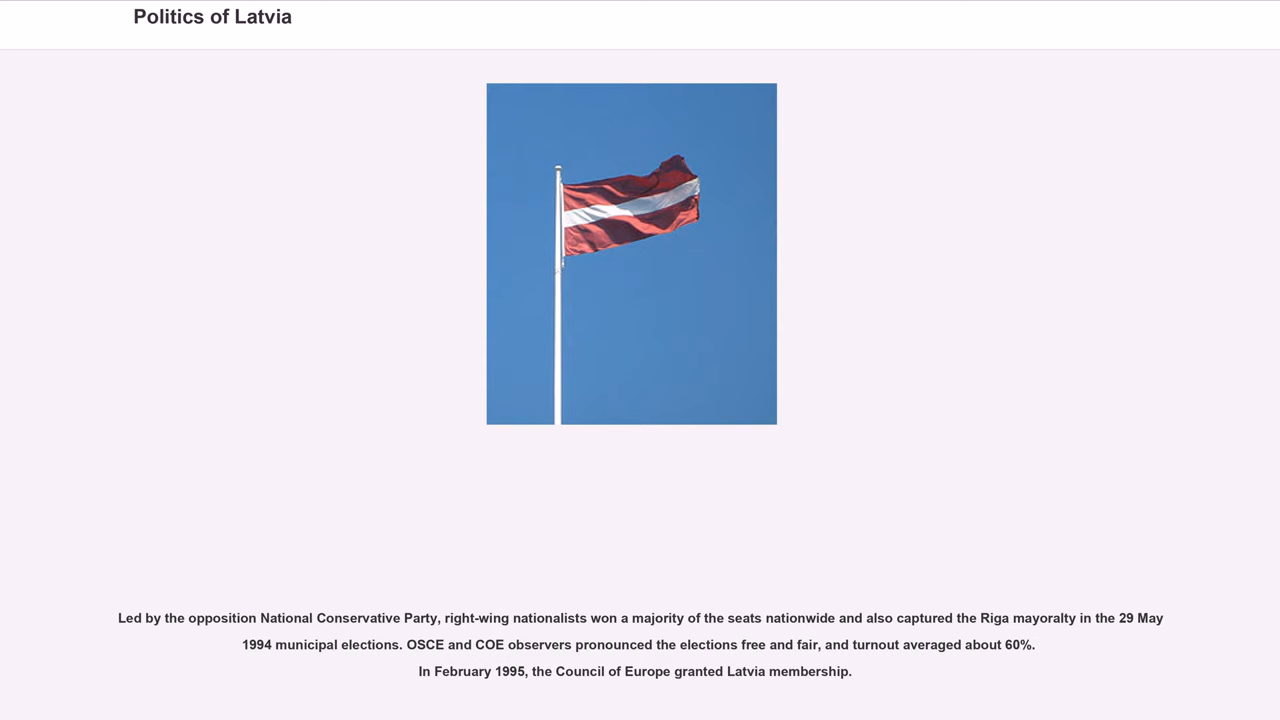 Politics of Latvia
Led by the opposition National Conservative Party, right-wing nationalists won a majority of the seats nationwide and also captured the Riga mayoralty in the 29 May
1994 municipal elections. OSCE and COE observers pronounced the elections free and fair, and turnout averaged about 60%.
In February 1995, the Council of Europe granted Latvia membership.